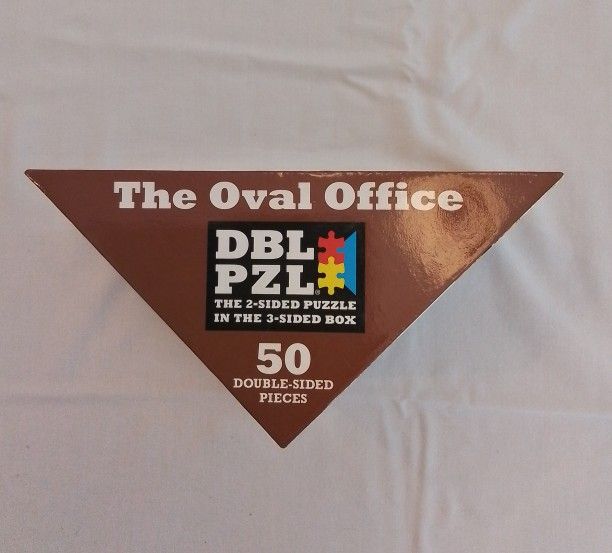 The Oval Office
DBL
PZL®
THE 2-SIDED PUZZLE
IN THE 3-SIDED BOX
50
DOUBLE-SIDED
PIECES